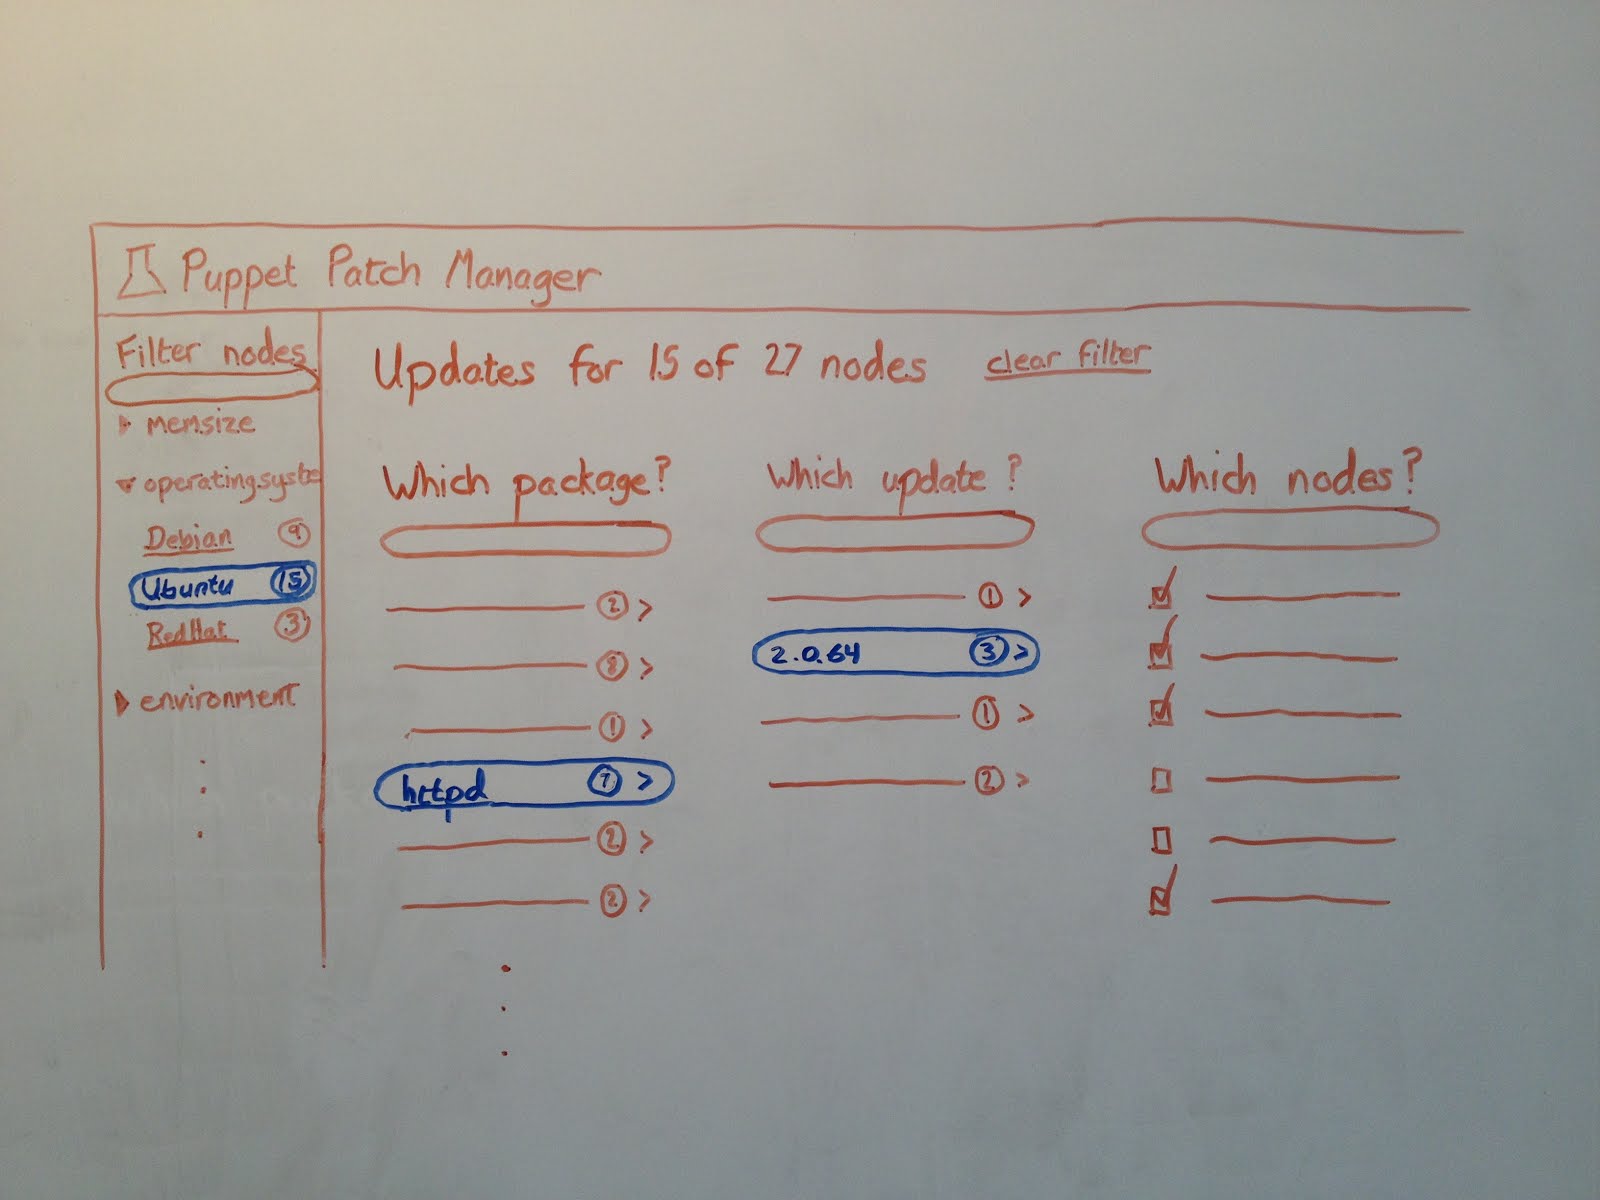 Puppet Patch Manager
Filter nodes
memsize
operatingsyste
Debian 9
Ubuntu 15
RedHat 3
environment
Updates for 15 of 27 nodes clear filter
Which package?
2 >
>
1 >
httpd 7 >
2 >
2 >
Which update?
1 >
2.0.64 3 >
1 >
2 >
Which nodes?